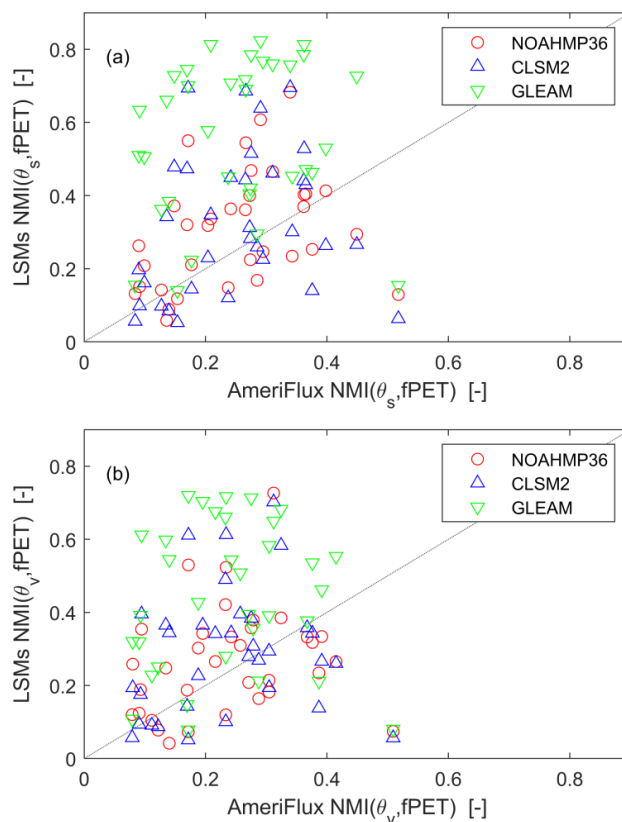 (a)
NOAHMP36
CLSM2
GLEAM
0.8
0.6
0.4
0.2
0
LSMs NMI(θs,fPET) [-]
0 0.2 0.4 0.6 0.8
AmeriFlux NMI(θs,fPET) [-]
(b)
NOAHMP36
CLSM2
GLEAM
0.8
0.6
0.4
0.2
0
LSMs NMI(θv,fPET) [-]
0 0.2 0.4 0.6 0.8
AmeriFlux NMI(θv,fPET) [-]